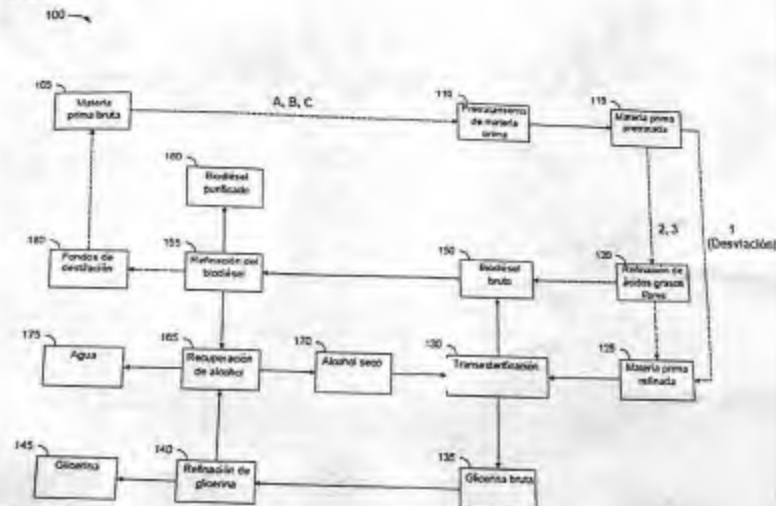 100
105
Materia
prima bruta
A, B, C
110
Pretratamiento
de materia
prima
115
Materia prima
pretratada
160
Biodiésel
purificado
2, 3
1
(Desviación)
180
Fondos de
destilación
155
Refinación del
biodiésel
150
Biodiésel
bruto
120
Refinación de
ácidos grasos
libres
175
Agua
165
Recuperación
de alcohol
170
Alcohol seco
130
Transesterificación
125
Materia prima
refinada
145
Glicerina
140
Refinación de
glicerina
135
Glicerina bruta